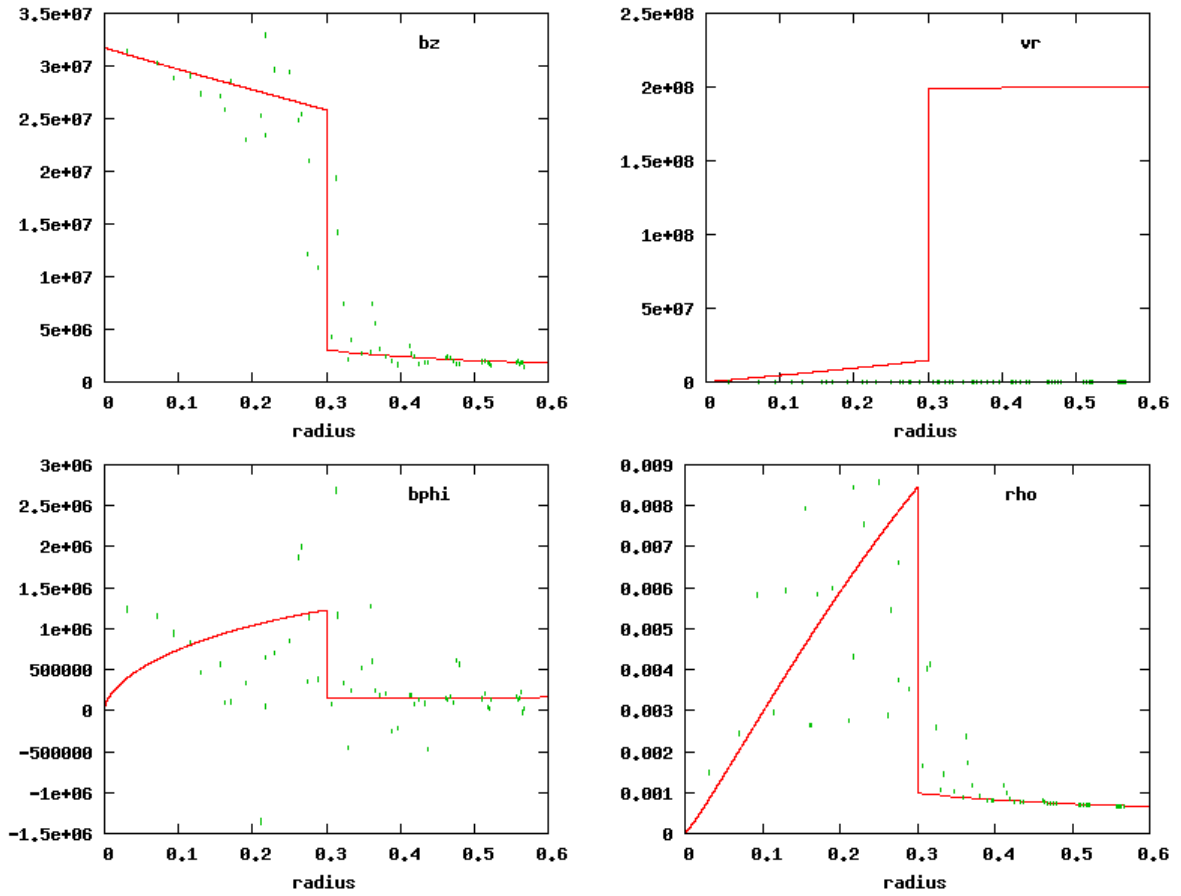 3.5e+07
bz
3e+07
2.5e+07
2e+07
1.5e+07
1e+07
5e+06
0
0 0.1 0.2 0.3 0.4 0.5 0.6
radius
2.5e+08
vr
2e+08
1.5e+08
1e+08
5e+07
0
0 0.1 0.2 0.3 0.4 0.5 0.6
radius
3e+06
bphi
2.5e+06
2e+06
1.5e+06
1e+06
500000
0
-500000
-1e+06
-1.5e+06
0 0.1 0.2 0.3 0.4 0.5 0.6
radius
0.009
rho
0.008
0.007
0.006
0.005
0.004
0.003
0.002
0.001
0
0 0.1 0.2 0.3 0.4 0.5 0.6
radius